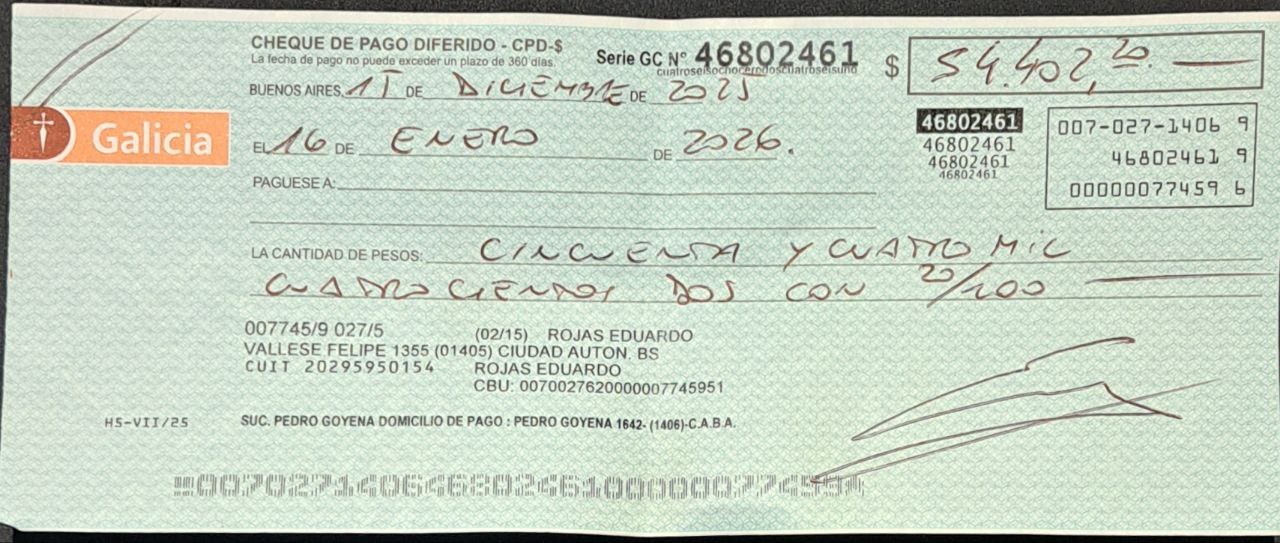 CHEQUE DE PAGO DIFERIDO - CPD-$
La fecha de pago no puede exceder un plazo de 360 días.
Serie GC N° 46802461
cuatroseisochocerodoscuatroseisuno
$ 54.402,20.
BUENOS AIRES, DE DICIEMBRE DE 2025
Galicia
EL 16 DE ENERO DE 2026.
46802461
46802461
46802461
46802461
007-027-1406 9
46802461 9
00000077459 6
PAGUESE A:
LA CANTIDAD DE PESOS: CINCUENTA Y CUATRO MIL
CUATROCIENTOS DOS CON 20/100
007745/9 027/5 (02/15) ROJAS EDUARDO
VALLESE FELIPE 1355 (01405) CIUDAD AUTON. BS
CUIT 20295950154 ROJAS EDUARDO
CBU: 0070027620000007745951
HS-VII/25
SUC. PEDRO GOYENA DOMICILIO DE PAGO : PEDRO GOYENA 1642- (1406)-C.A.B.A.